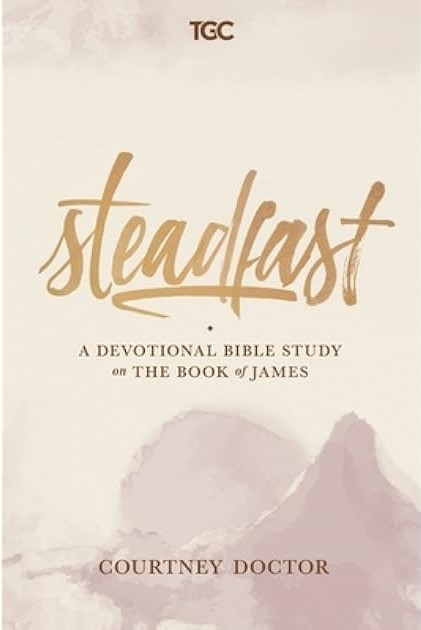 TGC
steadfast
A DEVOTIONAL BIBLE STUDY
on THE BOOK of JAMES
COURTNEY DOCTOR